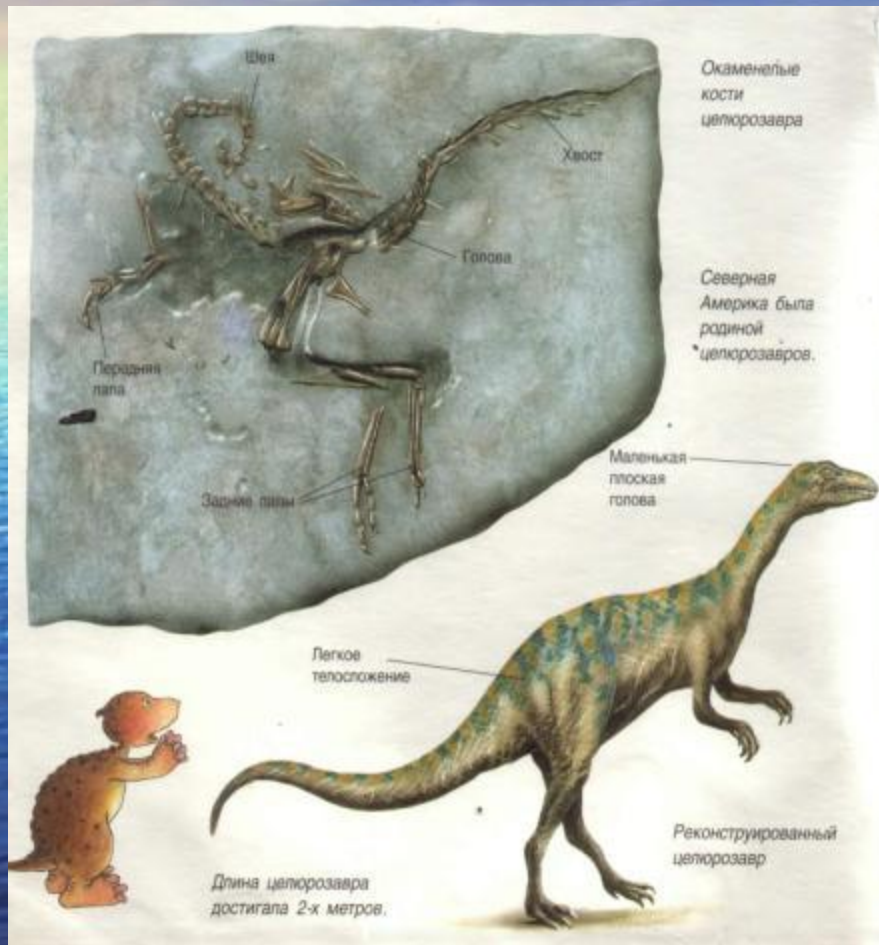 Шея
Окаменелые
кости
целюрозавра
Хвост
Голова
Северная
Америка была
родиной
целюрозавров.
Передняя
лапа
Маленькая
плоская
голова
Задние лапы
Легкое
телосложение
Реконструированный
целюрозавр
Длина целюрозавра
достигала 2-х метров.